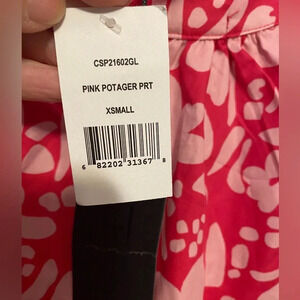 CSP21602GL
PINK POTAGER PRT
XSMALL
6 82202 31367 8